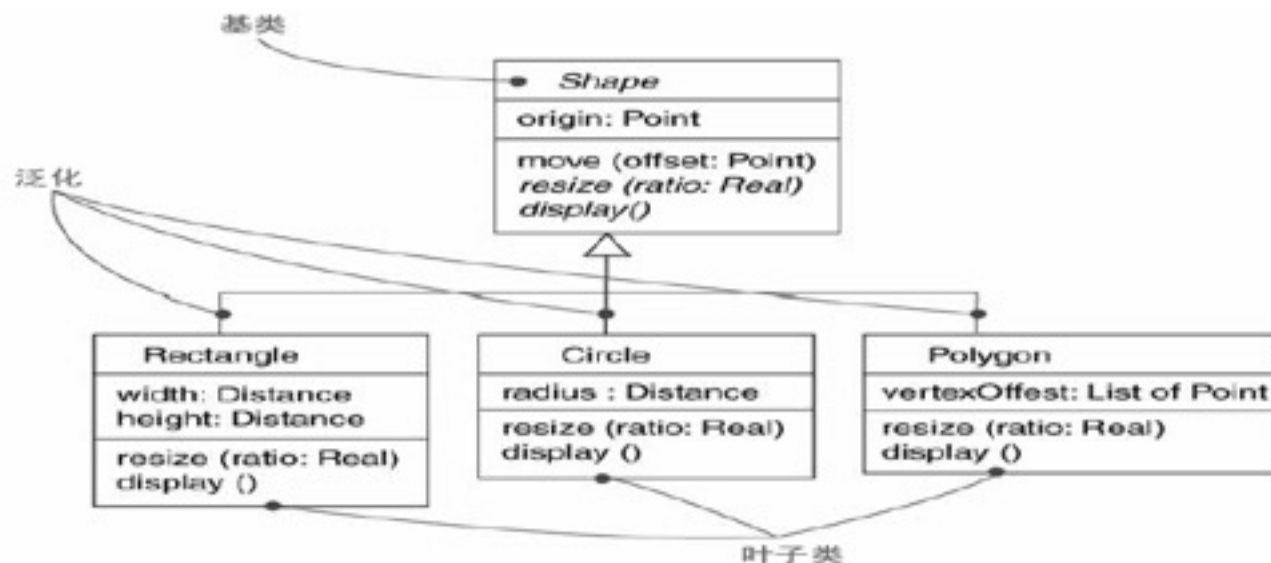 基类
Shape
origin: Point
move (offset: Point)
resize (ratio: Real)
display()
泛化
Rectangle
width: Distance
height: Distance
resize (ratio: Real)
display ()
Circle
radius : Distance
resize (ratio: Real)
display ()
Polygon
vertexOffest: List of Point
resize (ratio: Real)
display ()
叶子类